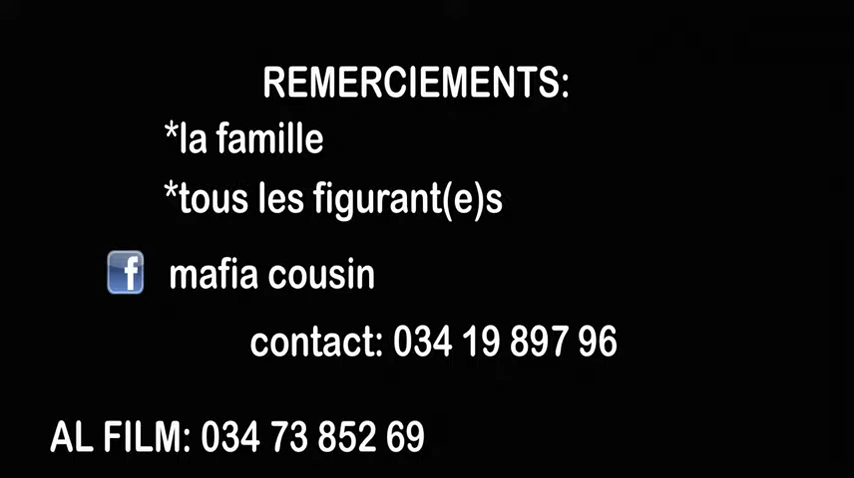 REMERCIEMENTS:
*la famille
*tous les figurant(e)s
f mafia cousin
contact: 034 19 897 96
AL FILM: 034 73 852 69